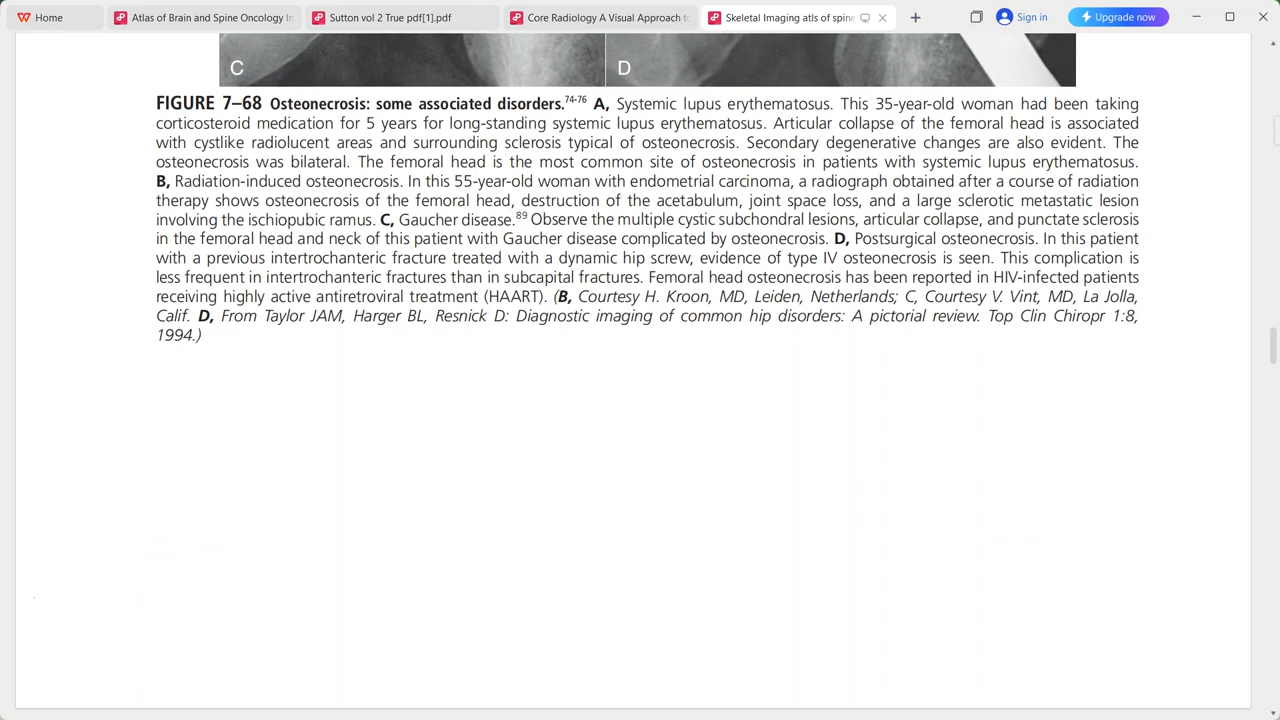 Home
Atlas of Brain and Spine Oncology I
Sutton vol 2 True pdf[1].pdf
Core Radiology A Visual Approach to
Skeletal Imaging atls of spine
Sign in
Upgrade now
C
D
FIGURE 7–68 Osteonecrosis: some associated disorders.74-76 A, Systemic lupus erythematosus. This 35-year-old woman had been taking
corticosteroid medication for 5 years for long-standing systemic lupus erythematosus. Articular collapse of the femoral head is associated
with cystlike radiolucent areas and surrounding sclerosis typical of osteonecrosis. Secondary degenerative changes are also evident. The
osteonecrosis was bilateral. The femoral head is the most common site of osteonecrosis in patients with systemic lupus erythematosus.
B, Radiation-induced osteonecrosis. In this 55-year-old woman with endometrial carcinoma, a radiograph obtained after a course of radiation
therapy shows osteonecrosis of the femoral head, destruction of the acetabulum, joint space loss, and a large sclerotic metastatic lesion
involving the ischiopubic ramus. C, Gaucher disease.89 Observe the multiple cystic subchondral lesions, articular collapse, and punctate sclerosis
in the femoral head and neck of this patient with Gaucher disease complicated by osteonecrosis. D, Postsurgical osteonecrosis. In this patient
with a previous intertrochanteric fracture treated with a dynamic hip screw, evidence of type IV osteonecrosis is seen. This complication is
less frequent in intertrochanteric fractures than in subcapital fractures. Femoral head osteonecrosis has been reported in HIV-infected patients
receiving highly active antiretroviral treatment (HAART). (B, Courtesy H. Kroon, MD, Leiden, Netherlands; C, Courtesy V. Vint, MD, La Jolla,
Calif. D, From Taylor JAM, Harger BL, Resnick D: Diagnostic imaging of common hip disorders: A pictorial review. Top Clin Chiropr 1:8,
1994.)